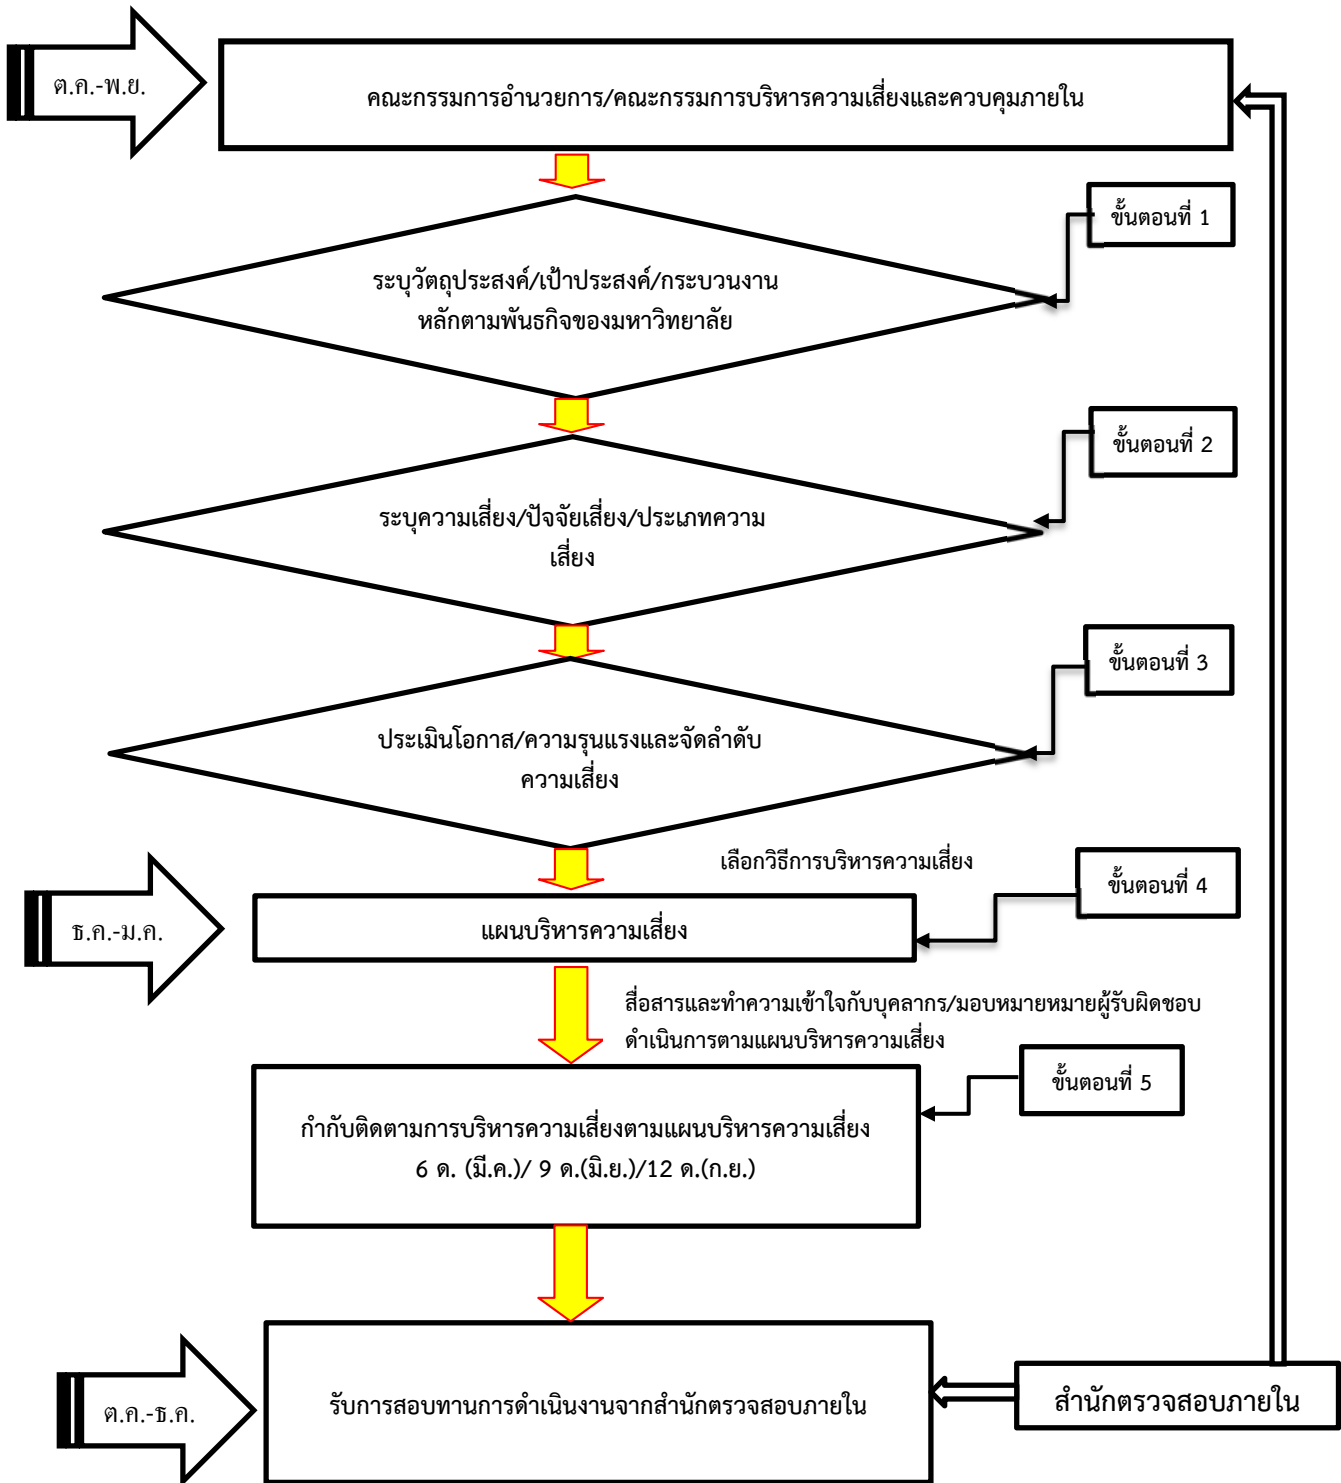 ต.ค.-พ.ย.
คณะกรรมการอำนวยการ/คณะกรรมการบริหารความเสี่ยงและควบคุมภายใน
ขั้นตอนที่ 1
ระบุวัตถุประสงค์/เป้าประสงค์/กระบวนงาน
หลักตามพันธกิจของมหาวิทยาลัย
ขั้นตอนที่ 2
ระบุความเสี่ยง/ปัจจัยเสี่ยง/ประเภทความ
เสี่ยง
ขั้นตอนที่ 3
ประเมินโอกาส/ความรุนแรงและจัดลำดับ
ความเสี่ยง
เลือกวิธีการบริหารความเสี่ยง
ขั้นตอนที่ 4
ธ.ค.-ม.ค.
แผนบริหารความเสี่ยง
สื่อสารและทำความเข้าใจกับบุคลากร/มอบหมายหมายผู้รับผิดชอบ
ดำเนินการตามแผนบริหารความเสี่ยง
ขั้นตอนที่ 5
กำกับติดตามการบริหารความเสี่ยงตามแผนบริหารความเสี่ยง
6 ด. (มี.ค.)/ 9 ด.(มิ.ย.)/12 ด.(ก.ย.)
ต.ค.-ธ.ค.
รับการสอบทานการดำเนินงานจากสำนักตรวจสอบภายใน
สำนักตรวจสอบภายใน